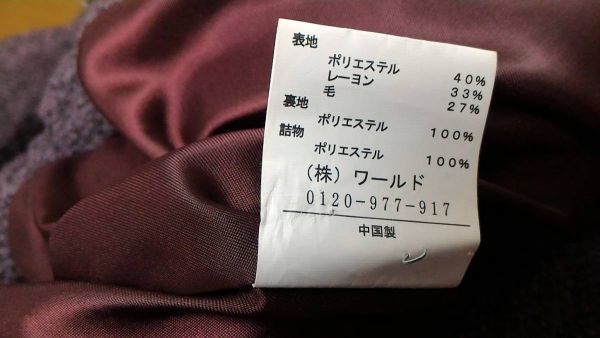 表地
ポリエステル 40%
レーヨン 33%
毛 27%
裏地
ポリエステル 100%
詰物
ポリエステル 100%
(株) ワールド
0120-977-917
中国製